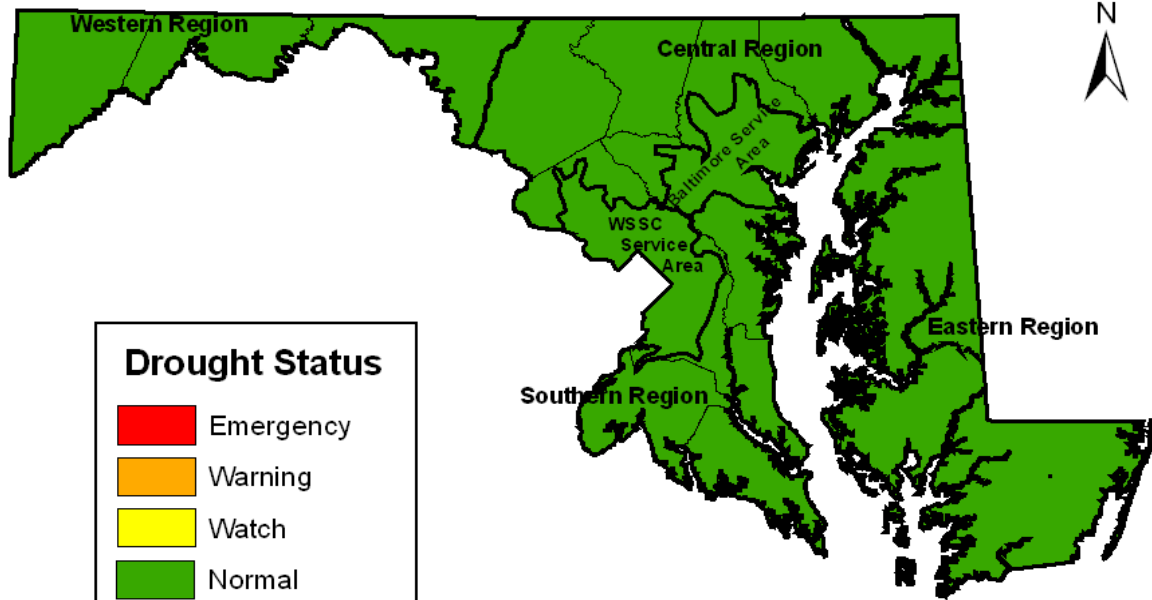 Western Region
Central Region
N
Baltimore Service
Area
WSSC
Service
Area
Eastern Region
Southern Region
Drought Status
Emergency
Warning
Watch
Normal